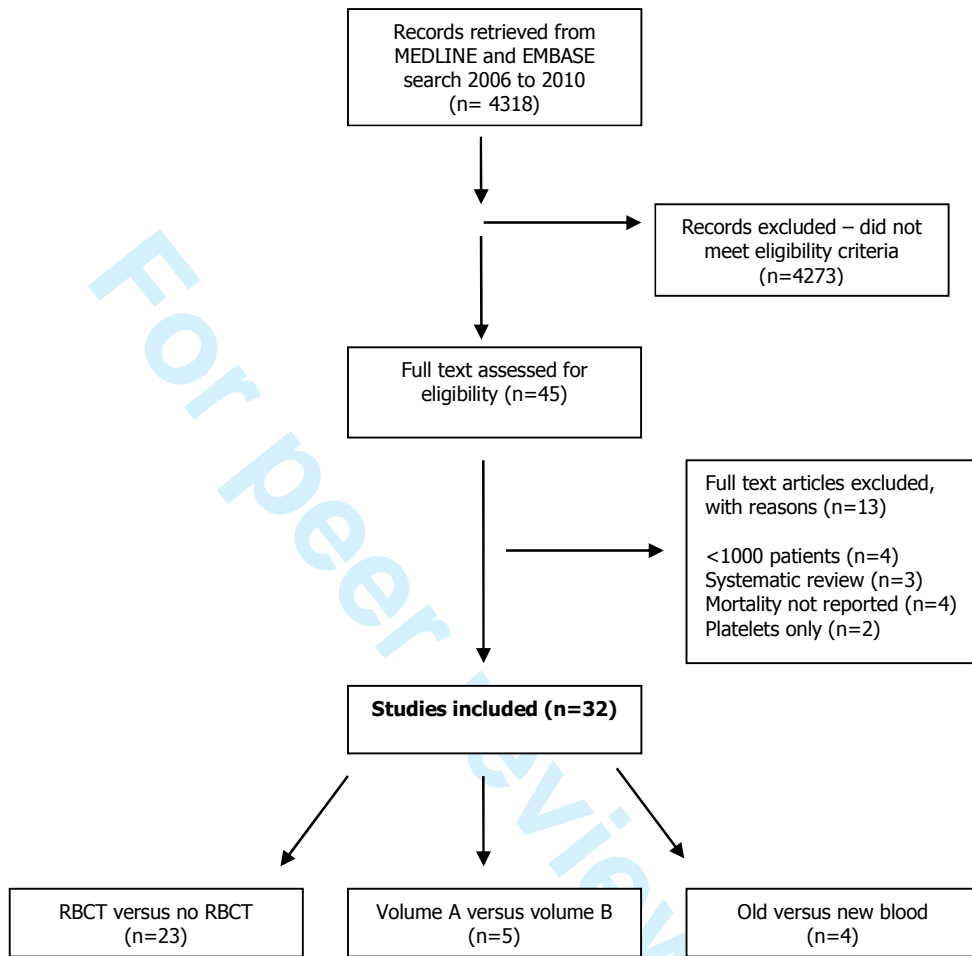 Records retrieved from
MEDLINE and EMBASE
search 2006 to 2010
(n= 4318)
Records excluded – did not
meet eligibility criteria
(n=4273)
Full text assessed for
eligibility (n=45)
Full text articles excluded,
with reasons (n=13)
<1000 patients (n=4)
Systematic review (n=3)
Mortality not reported (n=4)
Platelets only (n=2)
Studies included (n=32)
RBCT versus no RBCT
(n=23)
Volume A versus volume B
(n=5)
Old versus new blood
(n=4)
For peer review